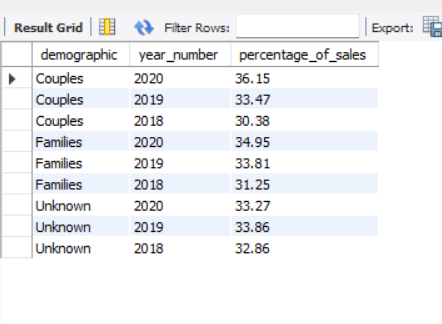 Result Grid Filter Rows: Export:
demographic year_number percentage_of_sales
Couples 2020 36.15
Couples 2019 33.47
Couples 2018 30.38
Families 2020 34.95
Families 2019 33.81
Families 2018 31.25
Unknown 2020 33.27
Unknown 2019 33.86
Unknown 2018 32.86